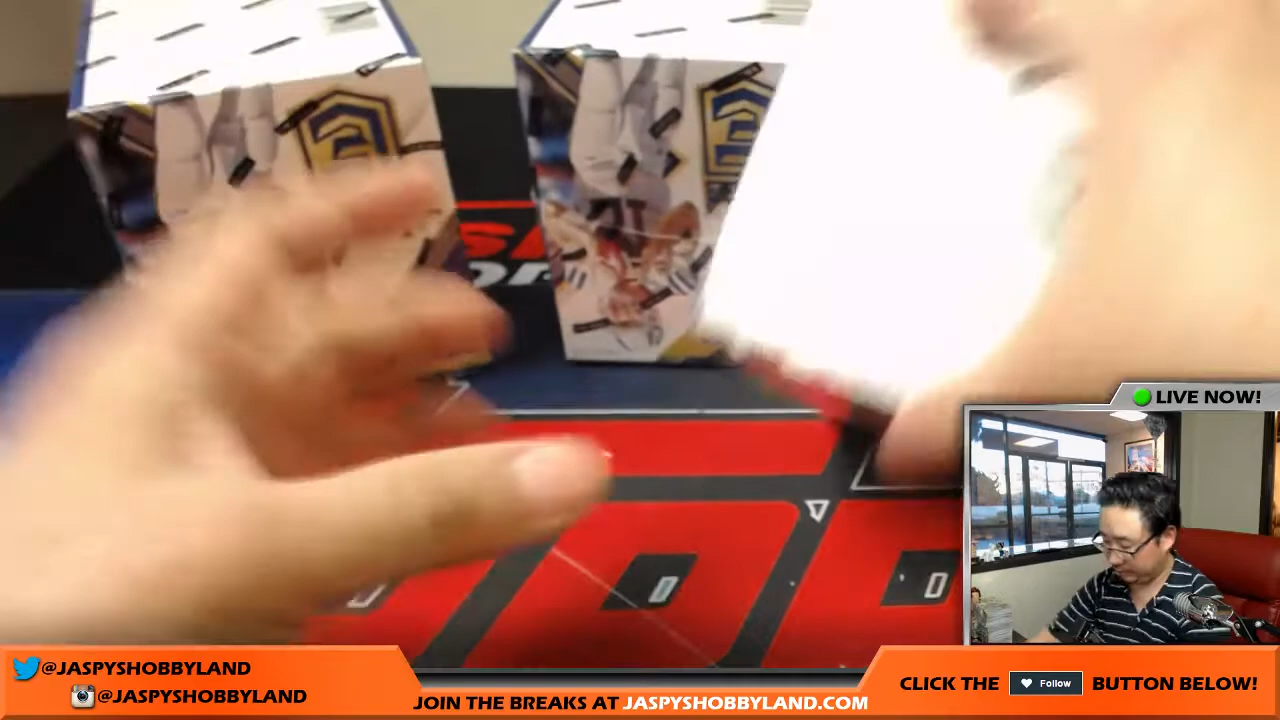 LIVE NOW!
@JASPYSHOBBYLAND
@JASPYSHOBBYLAND
JOIN THE BREAKS AT JASPYSHOBBYLAND.COM
CLICK THE Follow BUTTON BELOW!